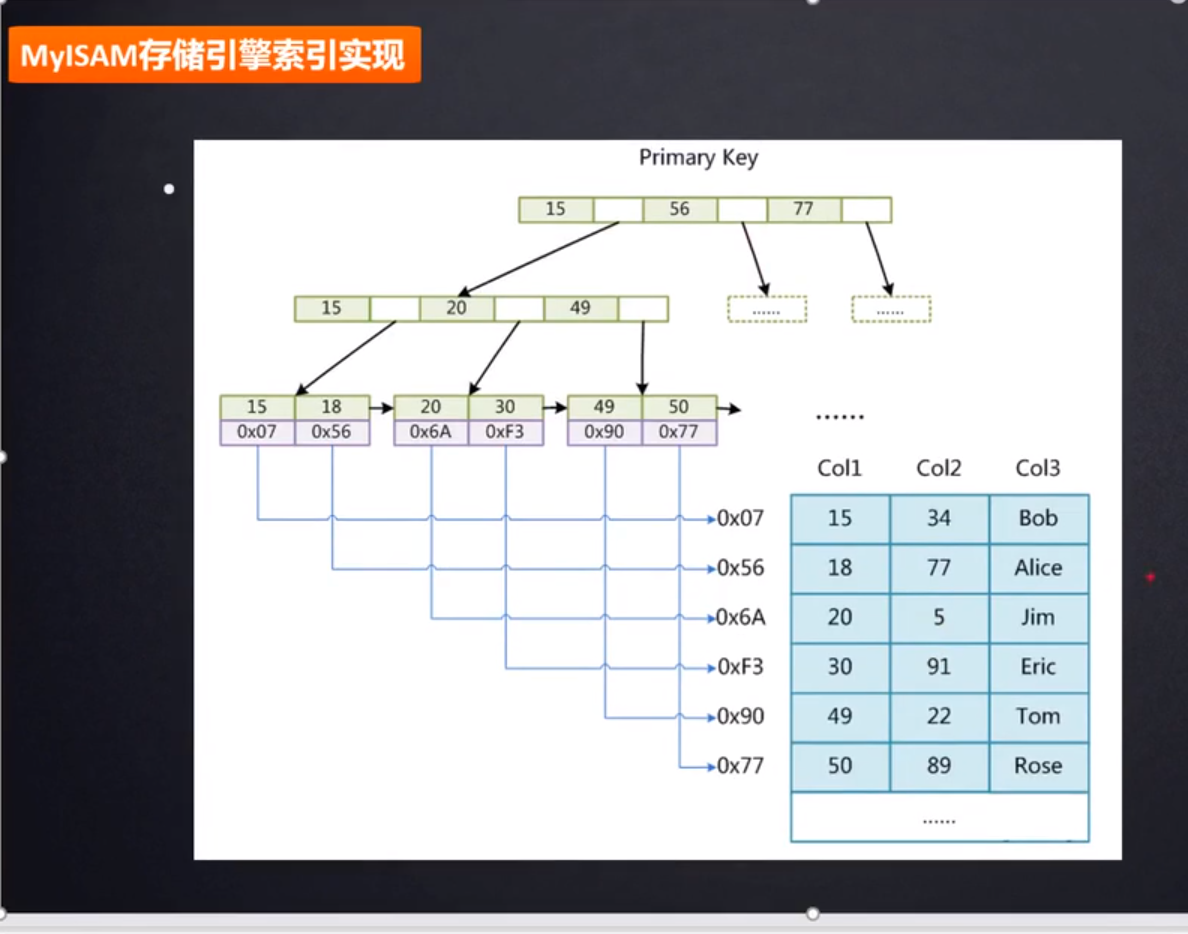 MyISAM存储引擎索引实现
Primary Key
15 56 77
15 20 49
......
......
15 18 20 30 49 50
0x07 0x56 0x6A 0xF3 0x90 0x77
......
Col1 Col2 Col3
0x07 15 34 Bob
0x56 18 77 Alice
0x6A 20 5 Jim
0xF3 30 91 Eric
0x90 49 22 Tom
0x77 50 89 Rose
......